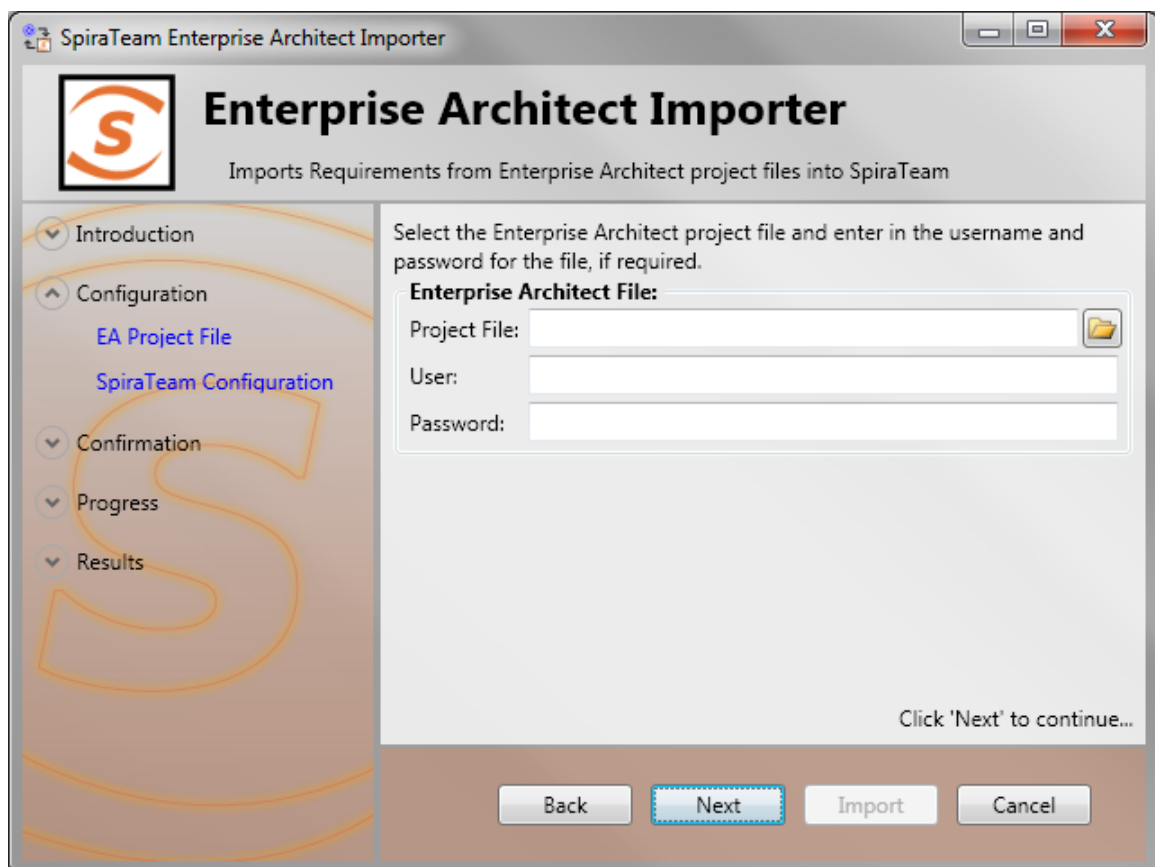 SpiraTeam Enterprise Architect Importer
S
Enterprise Architect Importer
Imports Requirements from Enterprise Architect project files into SpiraTeam
Introduction
Configuration
EA Project File
SpiraTeam Configuration
Confirmation
Progress
Results
Select the Enterprise Architect project file and enter in the username and
password for the file, if required.
Enterprise Architect File:
Project File:
User:
Password:
Click 'Next' to continue...
Back
Next
Import
Cancel